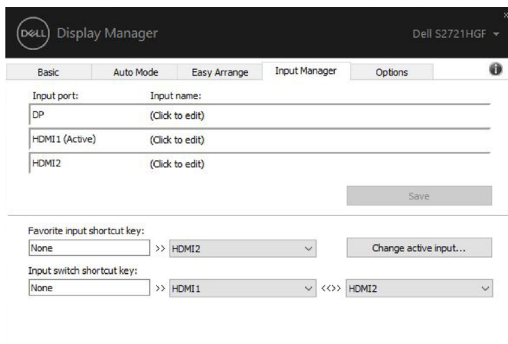 DELL Display Manager Dell S2721HGF
Basic Auto Mode Easy Arrange Input Manager Options
Input port: Input name:
DP (Click to edit)
HDMI1 (Active) (Click to edit)
HDMI2 (Click to edit)
Save
Favorite input shortcut key:
None >> HDMI2 Change active input...
Input switch shortcut key:
None >> HDMI1 <<>> HDMI2